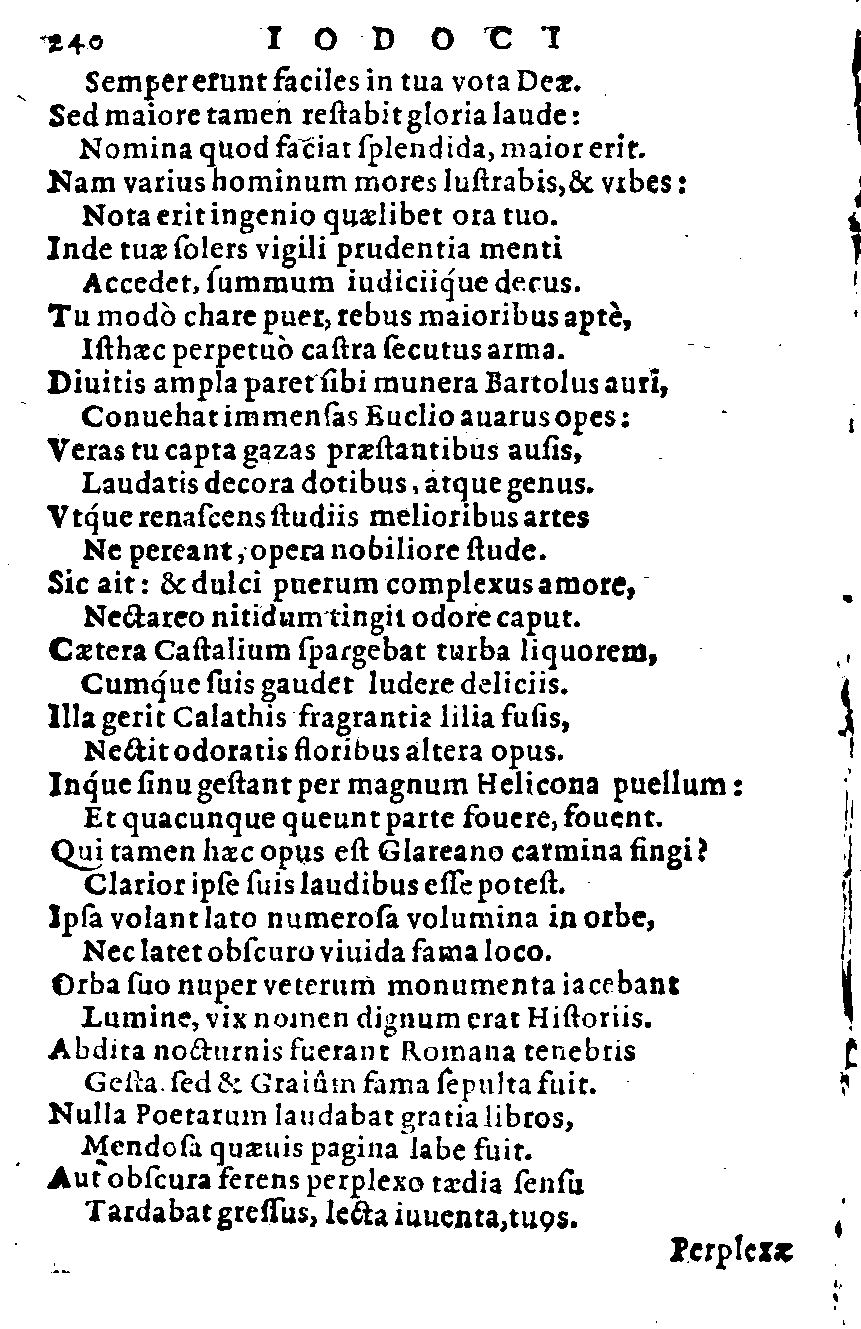 240 IODOCI
Semper erunt faciles in tua vota Deæ.
Sed maiore tamen reſtabit gloria laude:
Nomina quod faciat ſplendida, maior erit.
Nam varius hominum mores luſtrabis, & vrbes:
Nota erit ingenio quælibet ora tuo.
Inde tuæ ſolers vigili prudentia menti
Accedet, ſummum iudiciiq́ue decus.
Tu modò chare puer, rebus maioribus aptè,
Iſthæc perpetuò caſtra ſecutus arma.
Diuitis ampla paret ſibi munera Bartolus auri,
Conuehat immenſas Euclio auarus opes:
Veras tu capta gazas præſtantibus auſis,
Laudatis decora dotibus, atque genus.
Vtq́ue renaſcens ſtudiis melioribus artes
Ne pereant, opera nobiliore ſtude.
Sic ait: & dulci puerum complexus amore,
Nectareo nitidum tingit odore caput.
Cætera Caſtalium ſpargebat turba liquorem,
Cumq́ue ſuis gaudet ludere deliciis.
Illa gerit Calathis fragrantia lilia fuſis,
Nectit odoratis floribus altera opus.
Inq́ue ſinu geſtant per magnum Helicona puellum:
Et quacunque queunt parte fouere, fouent.
Qui tamen hæc opus eſt Glareano carmina fingi?
Clarior ipſe ſuis laudibus eſſe poteſt.
Ipſa volant lato numeroſa volumina in orbe,
Nec latet obſcuro viuida fama loco.
Orba ſuo nuper veterum monumenta iacebant
Lumine, vix nomen dignum erat Hiſtoriis.
Abdita nocturnis fuerant Romana tenebris
Geſta. ſed & Graiûm fama ſepulta fuit.
Nulla Poetarum laudabat gratia libros,
Mendoſa quæuis pagina labe fuit.
Aut obſcura ferens perplexo tædia ſenſu
Tardabat greſſus, lecta iuuenta, tuos.
Perplexæ